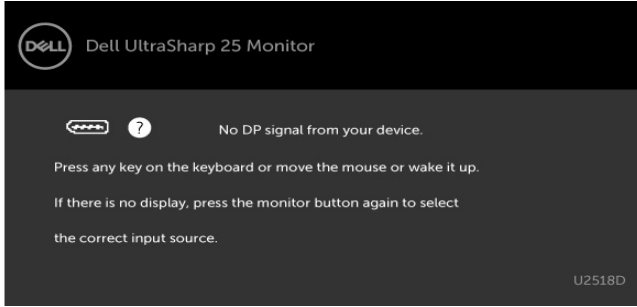 DELL
Dell UltraSharp 25 Monitor
?
No DP signal from your device.
Press any key on the keyboard or move the mouse or wake it up.
If there is no display, press the monitor button again to select
the correct input source.
U2518D